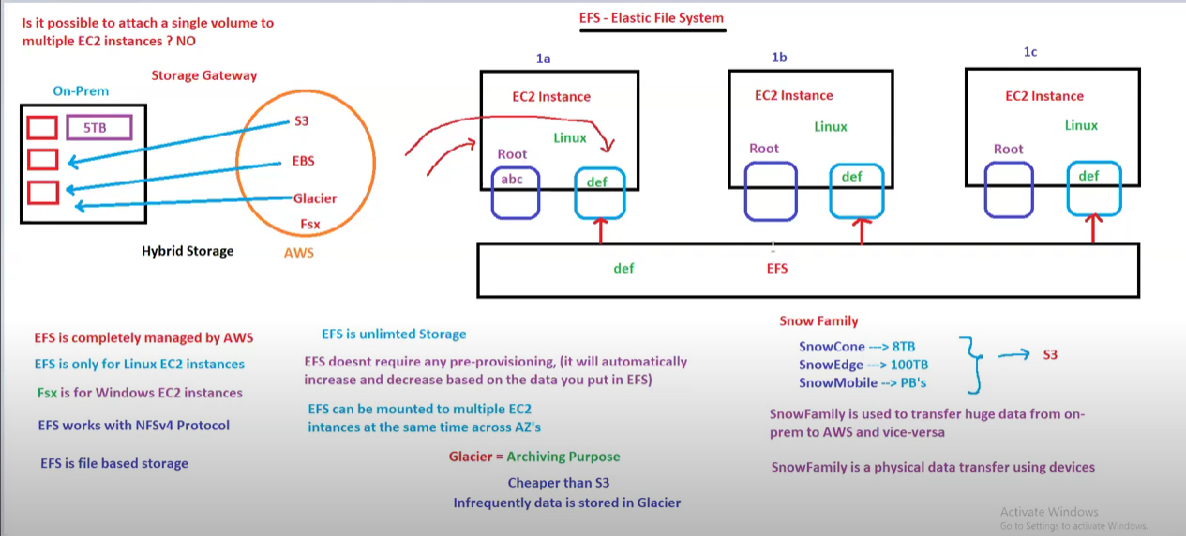 Is it possible to attach a single volume to
multiple EC2 instances ? NO
EFS - Elastic File System
Storage Gateway
On-Prem
5TB
S3
EBS
Glacier
Fsx
Hybrid Storage
AWS
1a
EC2 Instance
Linux
Root
abc
def
1b
EC2 Instance
Linux
Root
def
1c
EC2 Instance
Linux
Root
def
def
EFS
EFS is completely managed by AWS
EFS is only for Linux EC2 instances
Fsx is for Windows EC2 instances
EFS works with NFSv4 Protocol
EFS is file based storage
EFS is unlimted Storage
EFS doesnt require any pre-provisioning, (it will automatically
increase and decrease based on the data you put in EFS)
EFS can be mounted to multiple EC2
intances at the same time across AZ's
Glacier = Archiving Purpose
Cheaper than S3
Infrequently data is stored in Glacier
Snow Family
SnowCone ---> 8TB
SnowEdge ---> 100TB
SnowMobile --> PB's
S3
SnowFamily is used to transfer huge data from on-
prem to AWS and vice-versa
SnowFamily is a physical data transfer using devices
Activate Windows
Go to Settings to activate Windows.